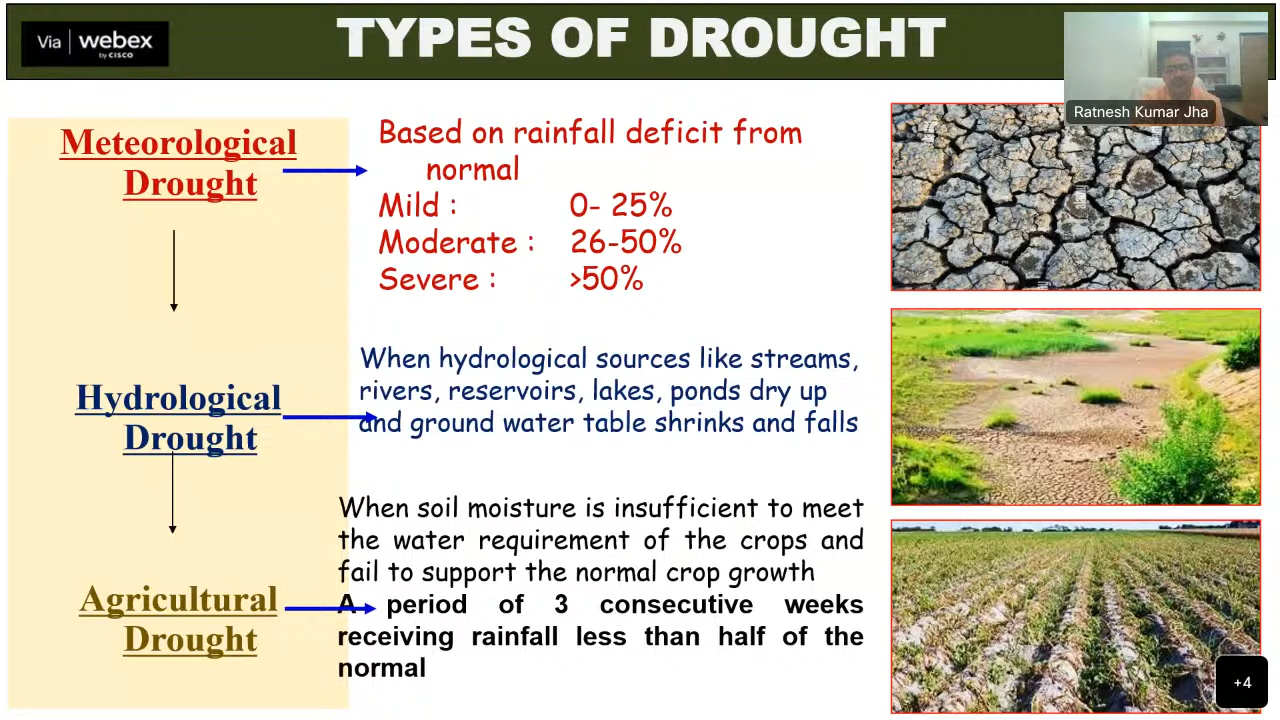 Via | webex
by CISCO
TYPES OF DROUGHT
Ratnesh Kumar Jha
Meteorological
Drought
Based on rainfall deficit from
normal
Mild : 0- 25%
Moderate : 26-50%
Severe : >50%
Hydrological
Drought
When hydrological sources like streams,
rivers, reservoirs, lakes, ponds dry up
and ground water table shrinks and falls
Agricultural
Drought
When soil moisture is insufficient to meet
the water requirement of the crops and
fail to support the normal crop growth
A period of 3 consecutive weeks
receiving rainfall less than half of the
normal
+4